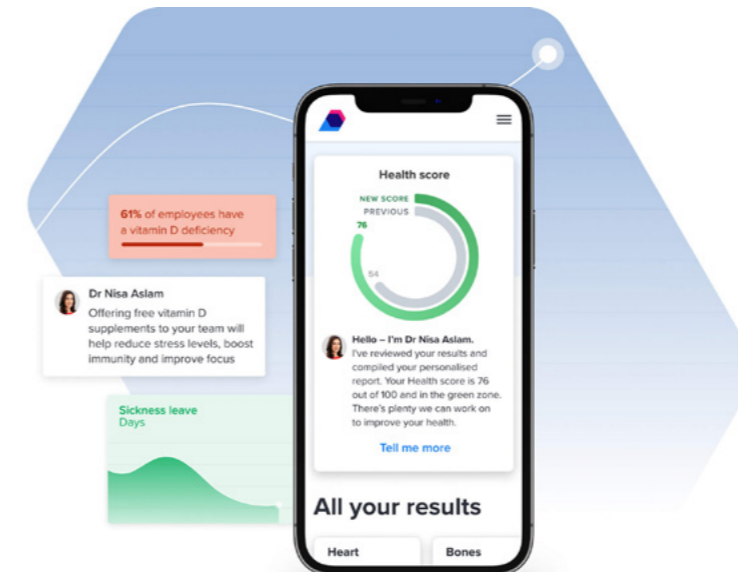 61% of employees have
a vitamin D deficiency
Dr Nisa Aslam
Offering free vitamin D
supplements to your team will
help reduce stress levels, boost
immunity and improve focus
Sickness leave
Days
Health score
NEW SCORE
PREVIOUS
76
54
Hello – I'm Dr Nisa Aslam.
I've reviewed your results and
compiled your personalised
report. Your Health score is 76
out of 100 and in the green zone.
There's plenty we can work on
to improve your health.
Tell me more
All your results
Heart
Bones